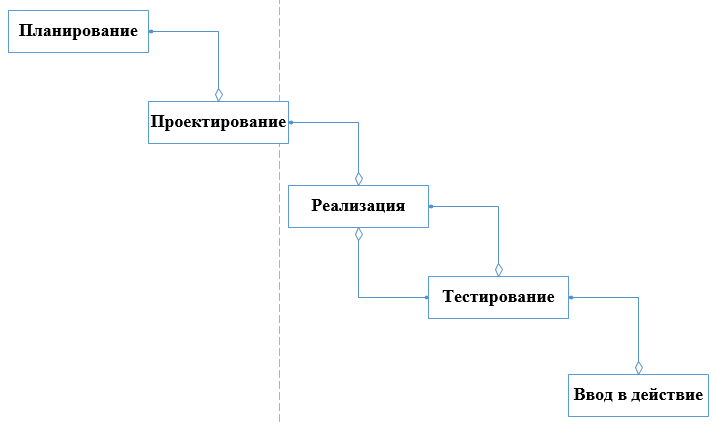 Планирование
Проектирование
Реализация
Тестирование
Ввод в действие